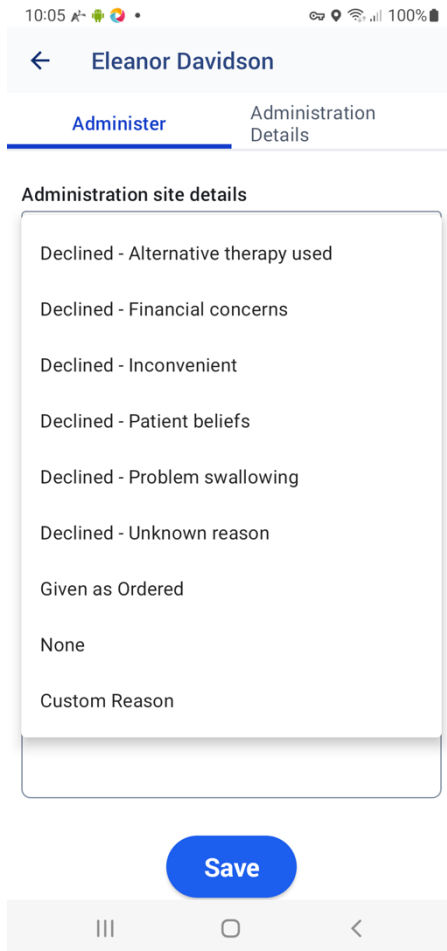 10:05
100%
Eleanor Davidson
Administer
Administration
Details
Administration site details
Declined - Alternative therapy used
Declined - Financial concerns
Declined - Inconvenient
Declined - Patient beliefs
Declined - Problem swallowing
Declined - Unknown reason
Given as Ordered
None
Custom Reason
Save